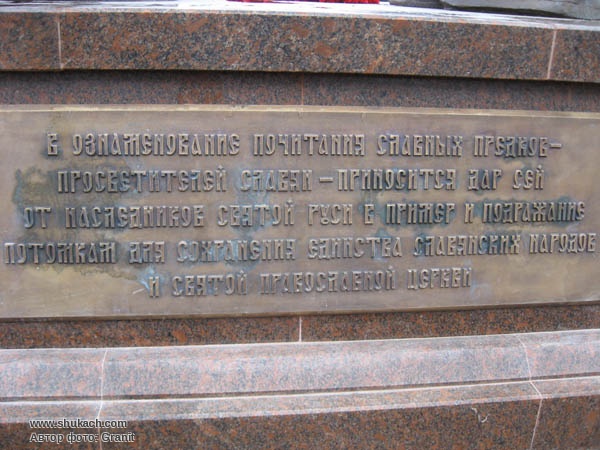 В ОЗНАМЕНОВАНИЕ ПОЧИТАНИЯ СЛАВНЫХ ПРЕДКОВ–
ПРОСВЕТИТЕЛЕЙ СЛАВЯН – ПРИНОСИТСЯ ДАР СЕЙ
ОТ НАСЛЕДНИКОВ СВЯТОЙ РУСИ В ПРИМЕР И ПОДРАЖАНИЕ
ПОТОМКАМ ДЛЯ СОХРАНЕНИЯ ЕДИНСТВА СЛАВЯНСКИХ НАРОДОВ
И СВЯТОЙ ПРАВОСЛАВНОЙ ЦЕРКВИ
www.shukach.com
Автор фото: Granit